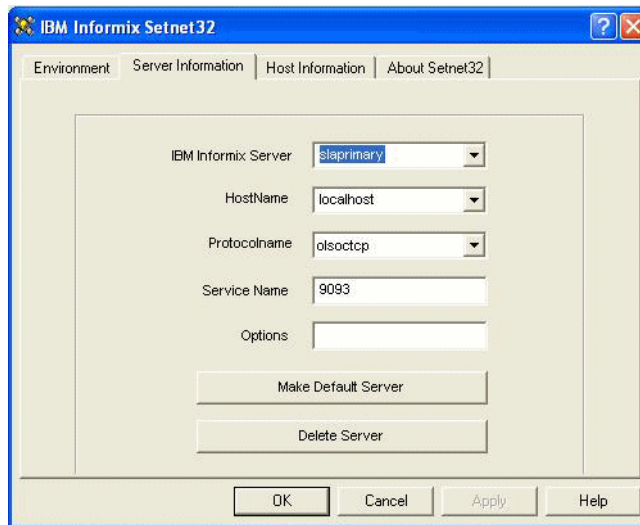 IBM Informix Setnet32
Environment Server Information Host Information About Setnet32
IBM Informix Server slaprimary
HostName localhost
Protocolname olsoctcp
Service Name 9093
Options
Make Default Server
Delete Server
OK Cancel Apply Help